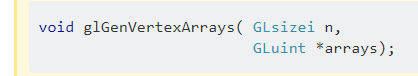 void glGenVertexArrays( GLsizei n,
GLuint *arrays);